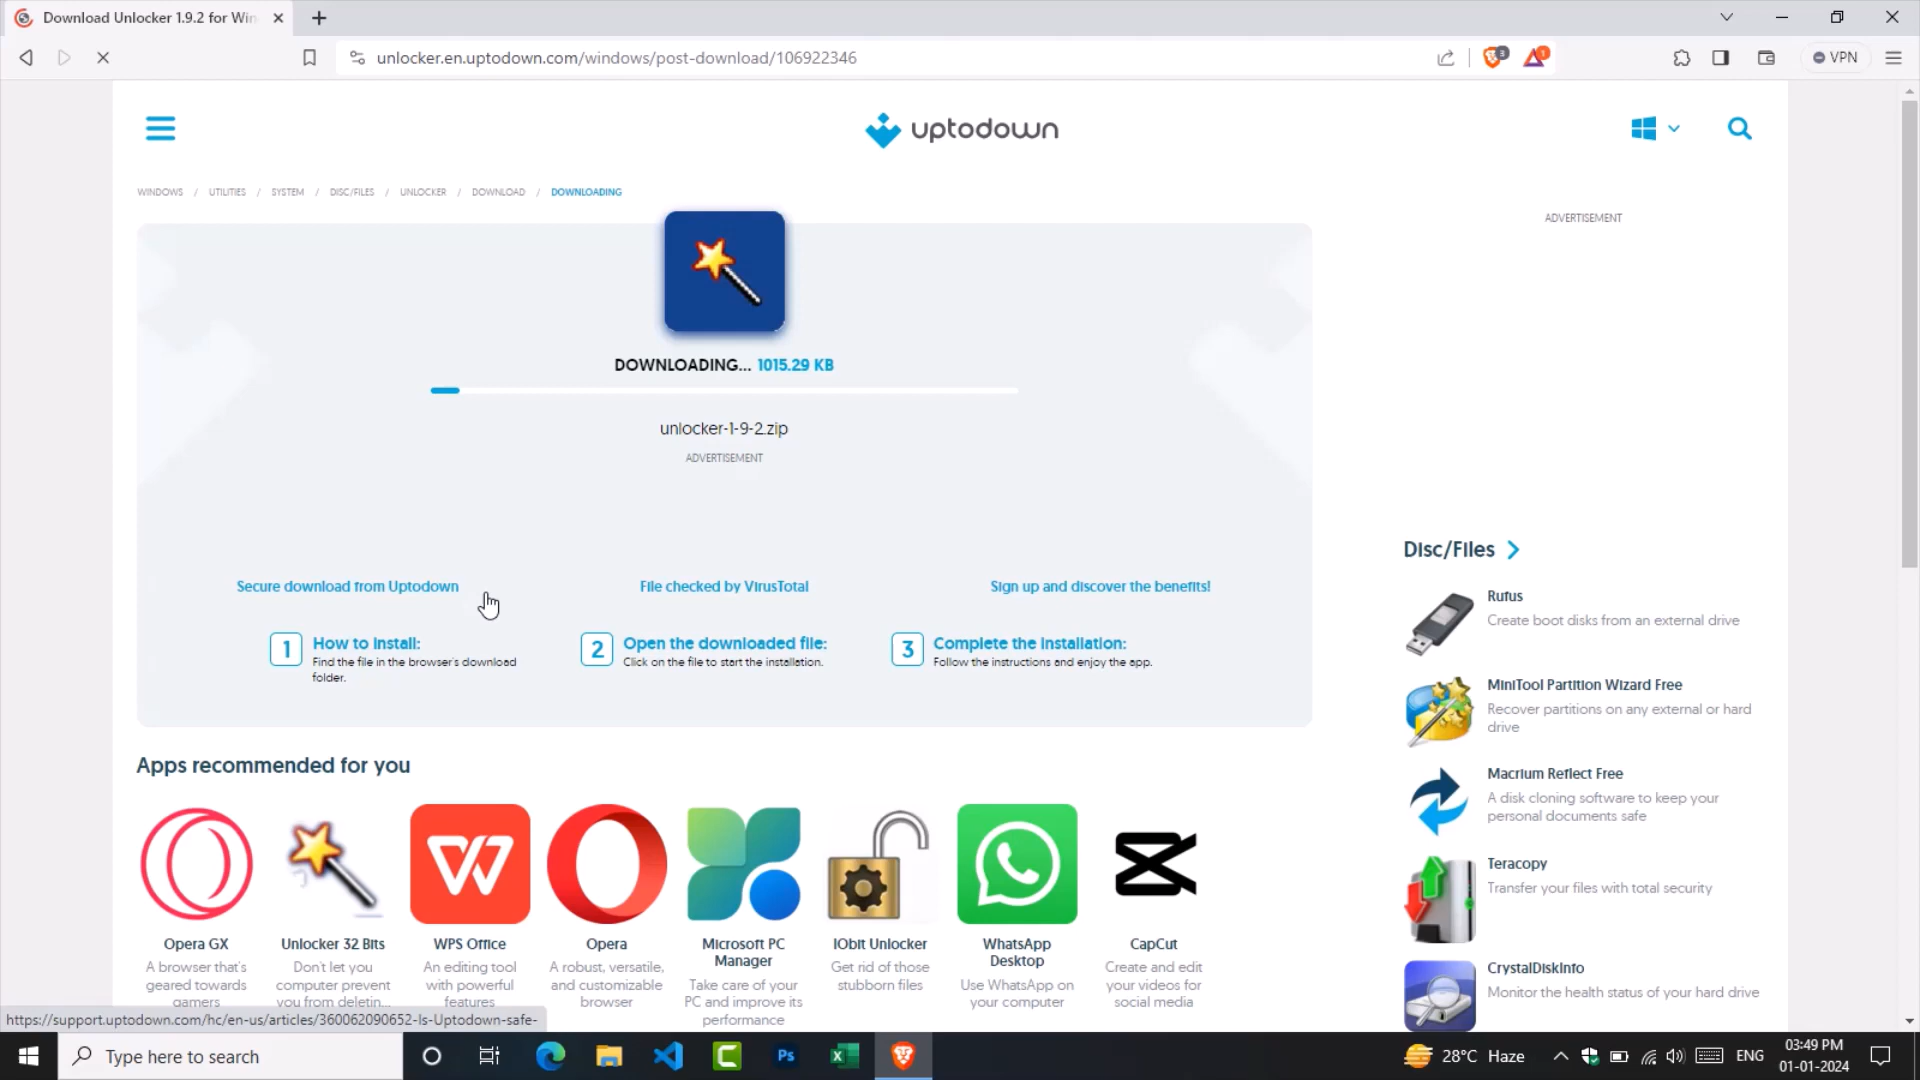 Download Unlocker 1.9.2 for Win
unlocker.en.uptodown.com/windows/post-download/106922346
3
1
VPN
uptodown
WINDOWS / UTILITIES / SYSTEM / DISC/FILES / UNLOCKER / DOWNLOAD / DOWNLOADING
ADVERTISEMENT
DOWNLOADING... 1015.29 KB
unlocker-1-9-2.zip
ADVERTISEMENT
Secure download from Uptodown
File checked by VirusTotal
Sign up and discover the benefits!
1 How to install:
Find the file in the browser's download
folder.
2 Open the downloaded file:
Click on the file to start the installation.
3 Complete the installation:
Follow the instructions and enjoy the app.
Disc/Files
Rufus
Create boot disks from an external drive
MiniTool Partition Wizard Free
Recover partitions on any external or hard
drive
Macrium Reflect Free
A disk cloning software to keep your
personal documents safe
Teracopy
Transfer your files with total security
CrystalDiskInfo
Monitor the health status of your hard drive
Apps recommended for you
Opera GX
A browser that's
geared towards
gamers
Unlocker 32 Bits
Don't let you
computer prevent
you from deletin...
WPS Office
An editing tool
with powerful
features
Opera
A robust, versatile,
and customizable
browser
Microsoft PC
Manager
Take care of your
PC and improve its
performance
IObit Unlocker
Get rid of those
stubborn files
WhatsApp
Desktop
Use WhatsApp on
your computer
CapCut
Create and edit
your videos for
social media
https://support.uptodown.com/hc/en-us/articles/360062090652-Is-Uptodown-safe-
Type here to search
Ps
28°C Haze
ENG
03:49 PM
01-01-2024